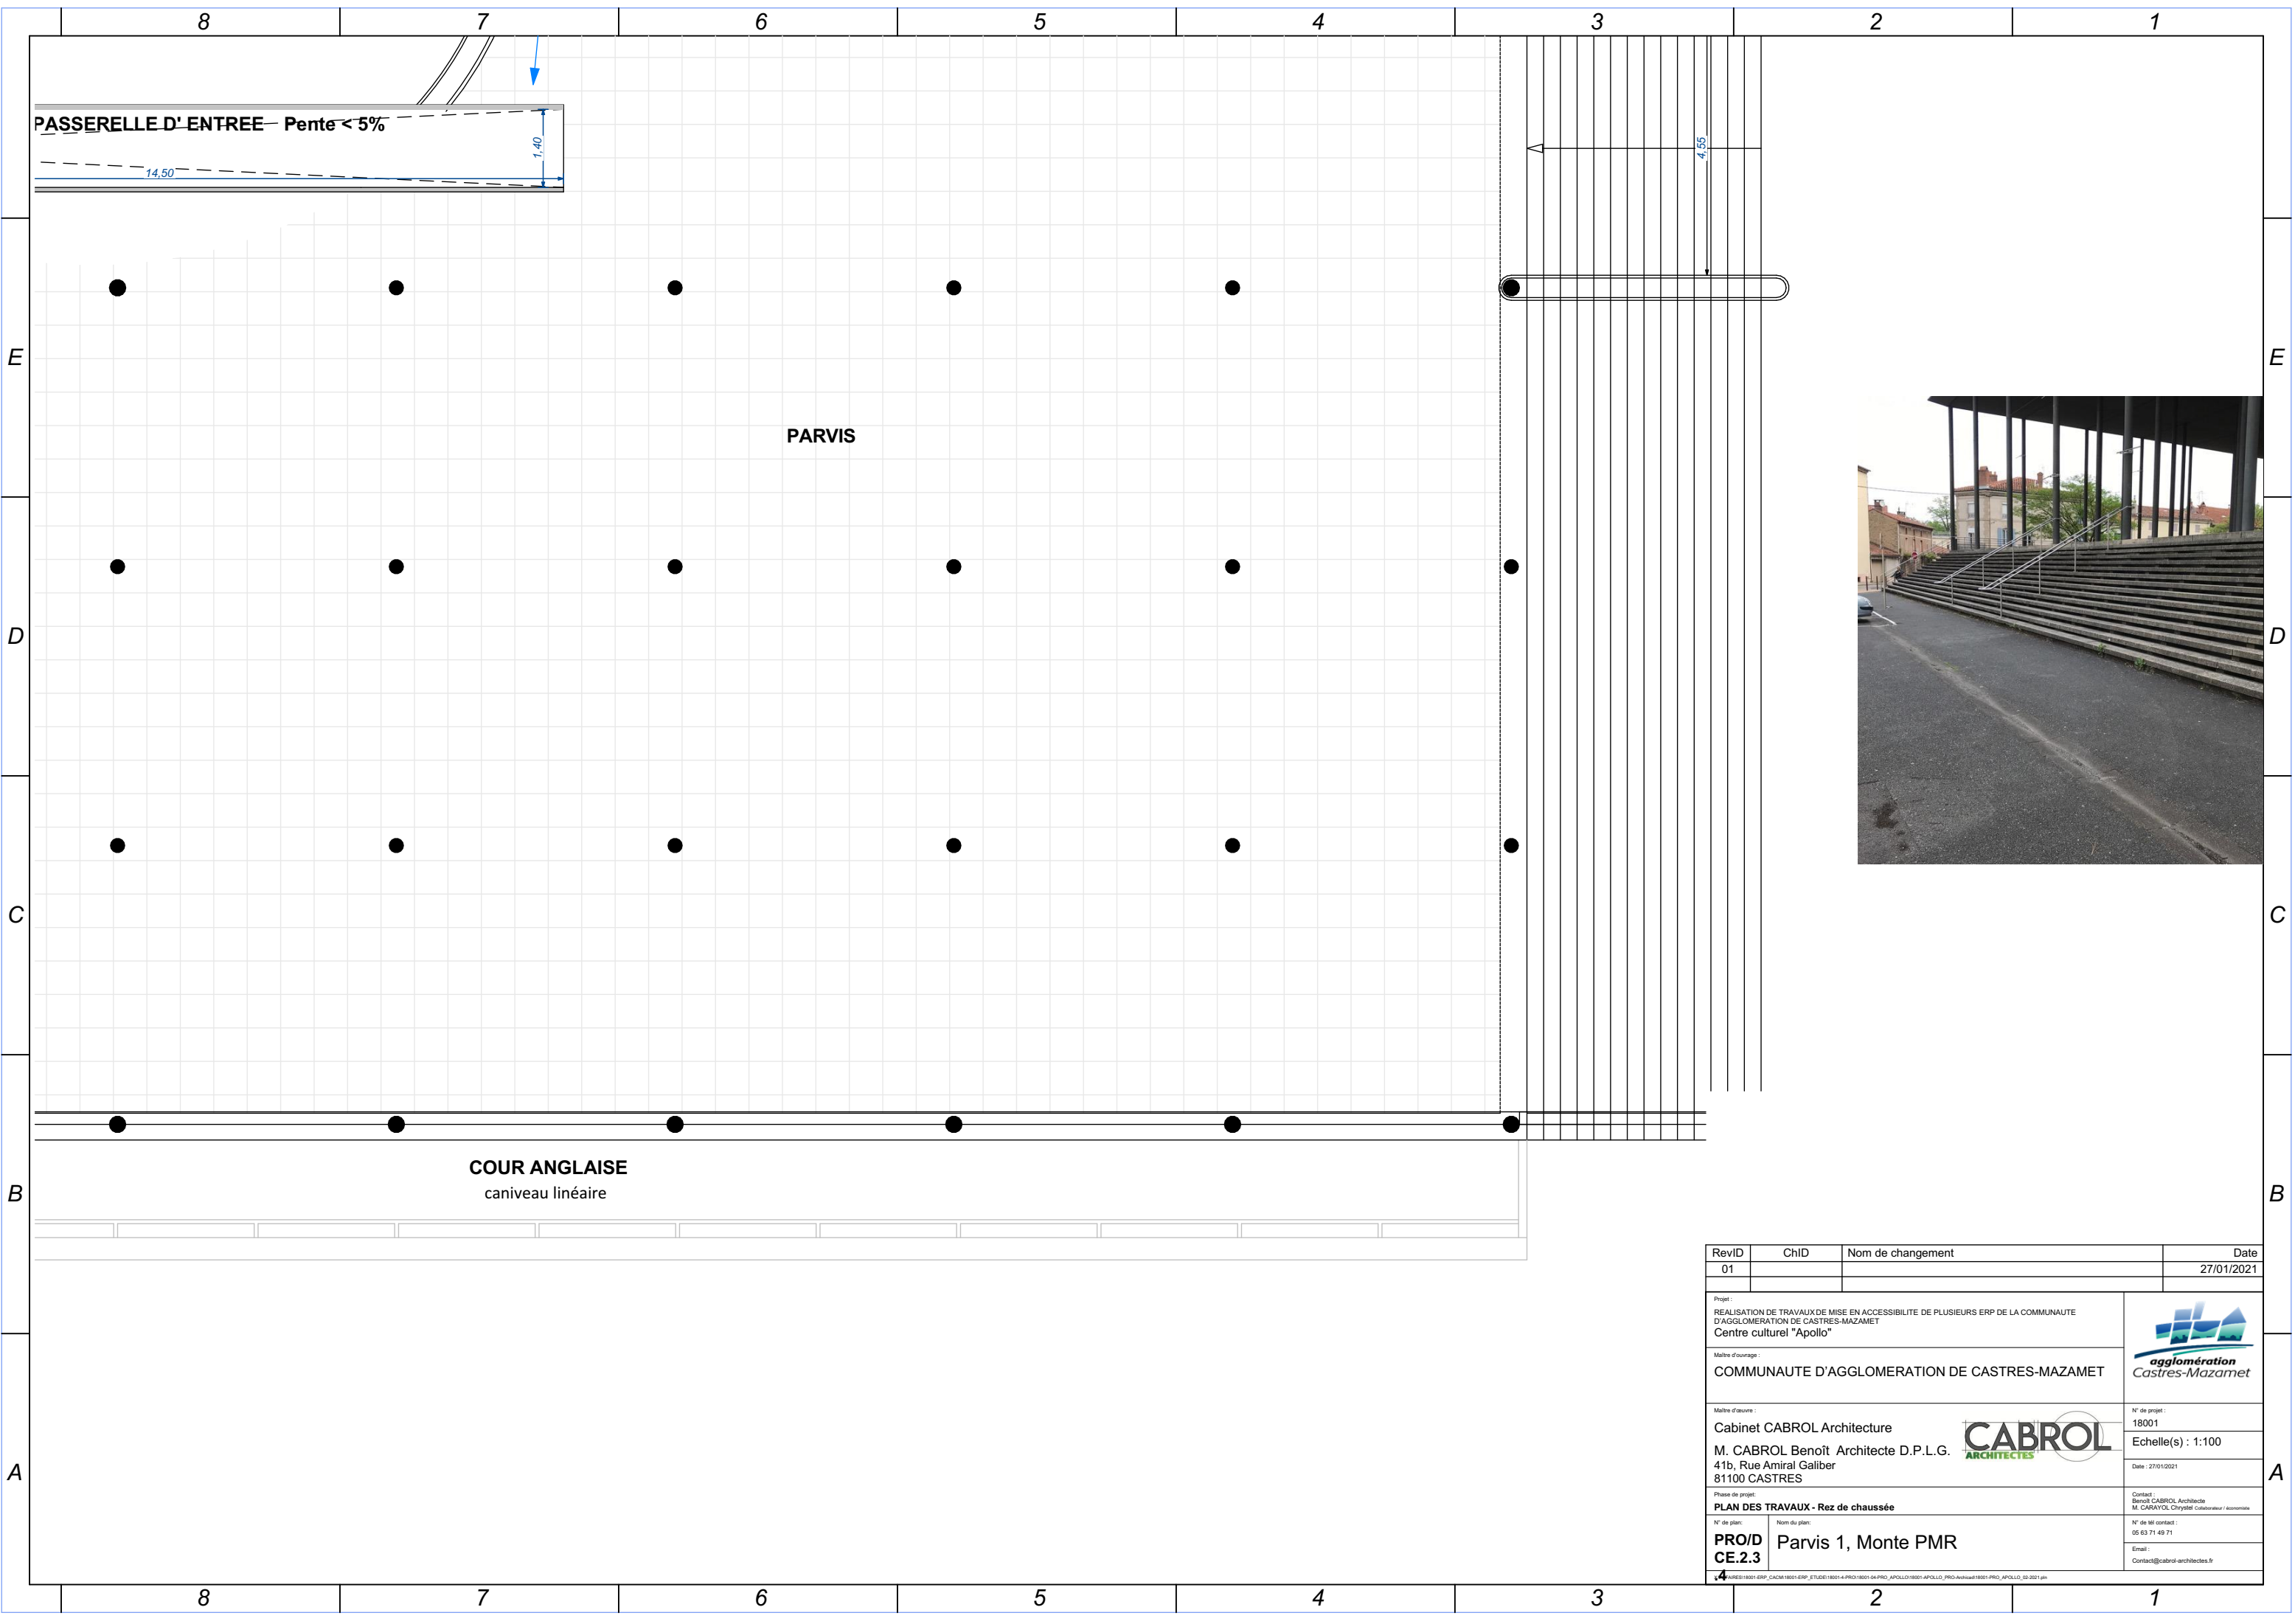 8 7 6 5 4 3 2 1
PASSERELLE D' ENTREE Pente < 5%
1,40
14,50
4,55
E E
PARVIS
D D
C C
COUR ANGLAISE
caniveau linéaire
B B
RevID ChID Nom de changement Date
01 27/01/2021
Projet :
REALISATION DE TRAVAUX DE MISE EN ACCESSIBILITE DE PLUSIEURS ERP DE LA COMMUNAUTE
D'AGGLOMERATION DE CASTRES-MAZAMET
Centre culturel "Apollo"
agglomération
Castres-Mazamet
Maître d'ouvrage :
COMMUNAUTE D'AGGLOMERATION DE CASTRES-MAZAMET
Maître d'œuvre :
Cabinet CABROL Architecture
M. CABROL Benoît Architecte D.P.L.G.
41b, Rue Amiral Galiber
81100 CASTRES
CABROL
ARCHITECTES
N° de projet :
18001
Echelle(s) : 1:100
Date : 27/01/2021
A A
Phase de projet:
PLAN DES TRAVAUX - Rez de chaussée
Contact :
Benoît CABROL Architecte
M. CARAYOL Chrystel Collaborateur / économiste
N° de plan:
PRO/D
CE.2.3
.4
Nom du plan:
Parvis 1, Monte PMR
N° de tél contact :
05 63 71 49 71
Email :
Contact@cabrol-architectes.fr
8 7 6 5 4 3 2 1